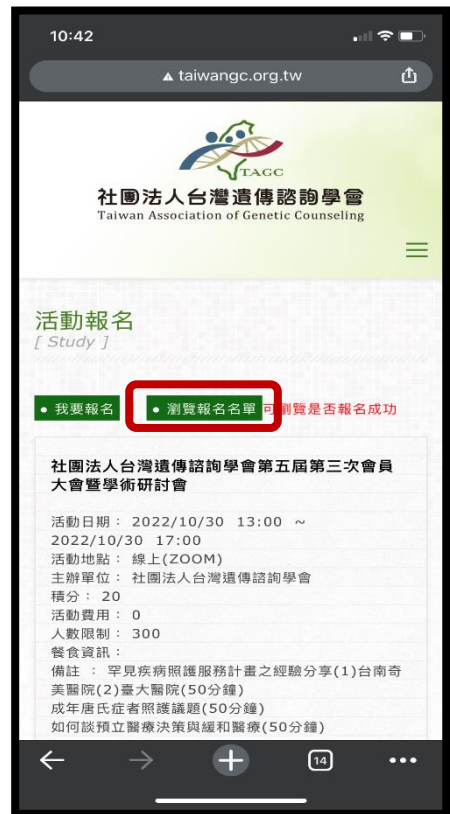 10:42
taiwangc.org.tw
TAGC
社團法人台灣遺傳諮詢學會
Taiwan Association of Genetic Counseling
活動報名
[ Study ]
• 我要報名 • 瀏覽報名名單 可瀏覽是否報名成功
社團法人台灣遺傳諮詢學會第五屆第三次會員
大會暨學術研討會
活動日期： 2022/10/30 13:00 ~
2022/10/30 17:00
活動地點： 線上(ZOOM)
主辦單位： 社團法人台灣遺傳諮詢學會
積分： 20
活動費用： 0
人數限制： 300
餐食資訊：
備註 ： 罕見疾病照護服務計畫之經驗分享(1)台南奇
美醫院(2)臺大醫院(50分鐘)
成年唐氏症者照護議題(50分鐘)
如何談預立醫療決策與緩和醫療(50分鐘)
14